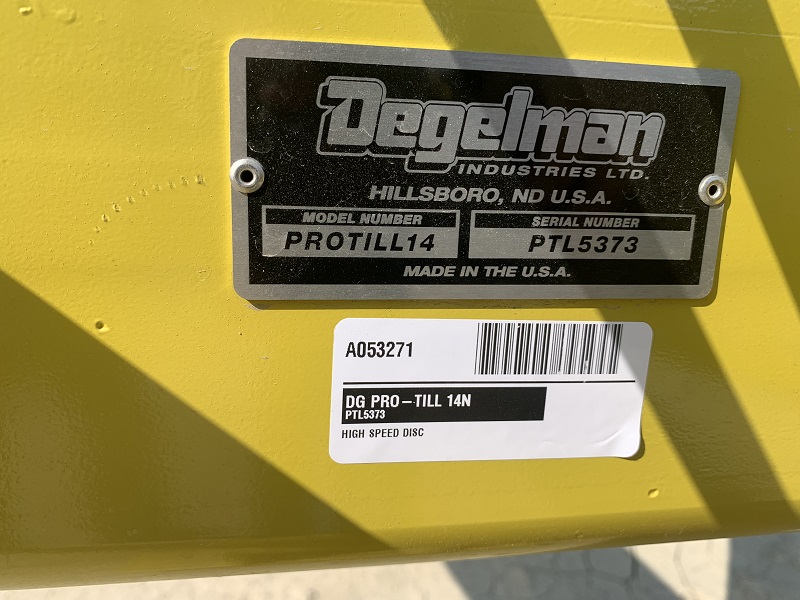 Degelman
INDUSTRIES LTD.
HILLSBORO, ND U.S.A.
MODEL NUMBER
PROTILL14
SERIAL NUMBER
PTL5373
MADE IN THE U.S.A.
A053271
DG PRO-TILL 14N
PTL5373
HIGH SPEED DISC